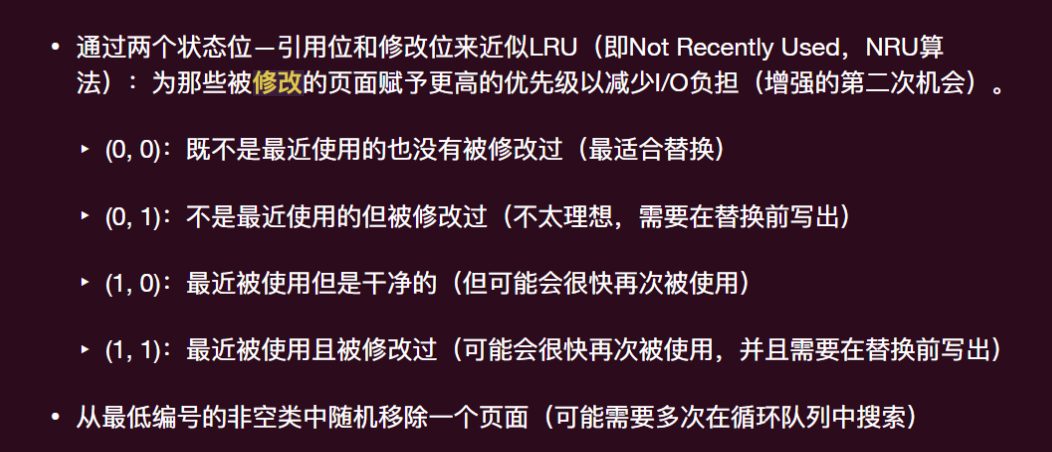 • 通过两个状态位—引用位和修改位来近似LRU（即Not Recently Used，NRU算
法）：为那些被修改的页面赋予更高的优先级以减少I/O负担（增强的第二次机会）。
‣ (0, 0)：既不是最近使用的也没有被修改过（最适合替换）
‣ (0, 1)：不是最近使用的但被修改过（不太理想，需要在替换前写出）
‣ (1, 0)：最近被使用但是干净的（但可能会很快再次被使用）
‣ (1, 1)：最近被使用且被修改过（可能会很快再次被使用，并且需要在替换前写出）
• 从最低编号的非空类中随机移除一个页面（可能需要多次在循环队列中搜索）